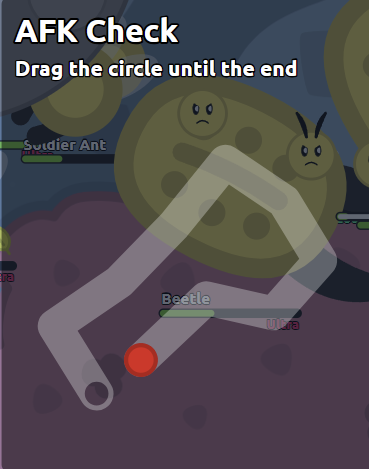 AFK Check
Drag the circle until the end
Soldier Ant
Beetle
Ultra